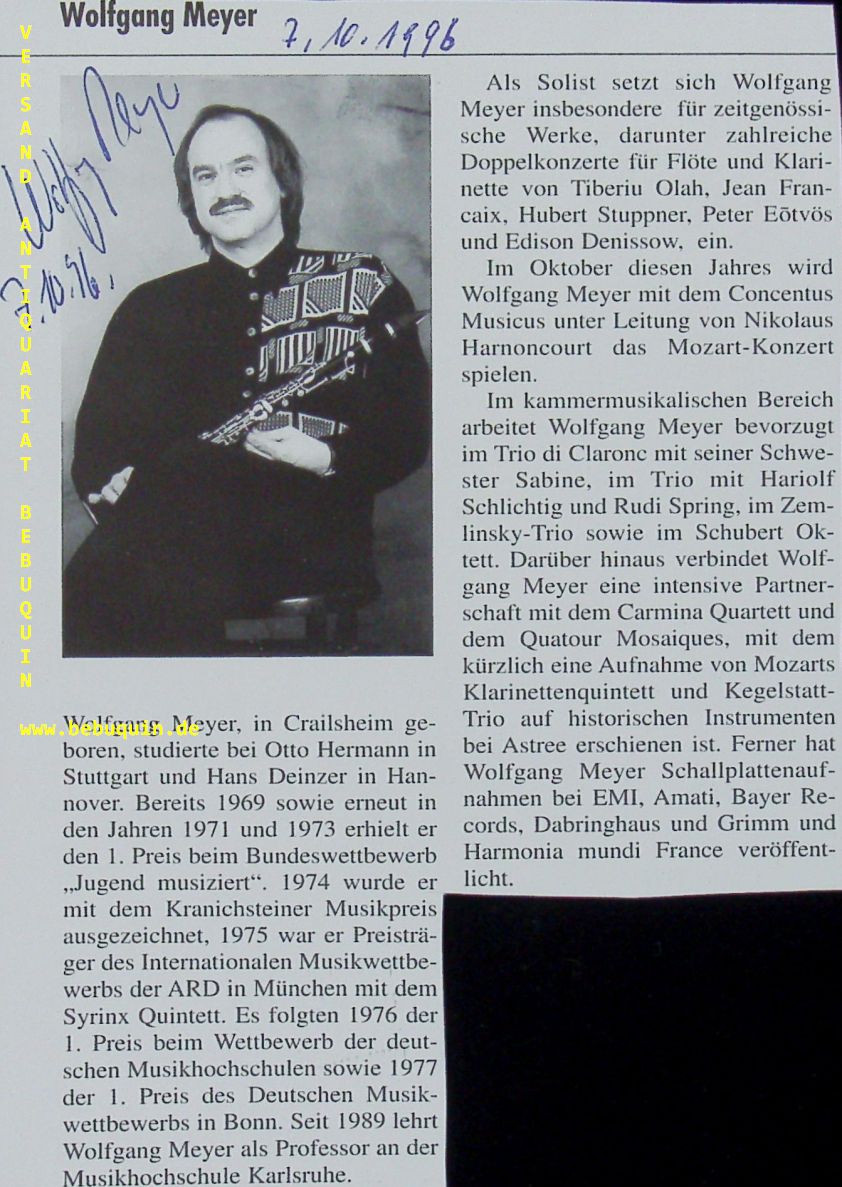 Wolfgang Meyer
7.10.1996
Wolfg Meyer
7.10.96.
VERSAND ANTIQUARIAT BEBUQUIN
www.bebuquin.de
Wolfgang Meyer, in Crailsheim ge-
boren, studierte bei Otto Hermann in
Stuttgart und Hans Deinzer in Han-
nover. Bereits 1969 sowie erneut in
den Jahren 1971 und 1973 erhielt er
den 1. Preis beim Bundeswettbewerb
„Jugend musiziert“. 1974 wurde er
mit dem Kranichsteiner Musikpreis
ausgezeichnet, 1975 war er Preisträ-
ger des Internationalen Musikwettbe-
werbs der ARD in München mit dem
Syrinx Quintett. Es folgten 1976 der
1. Preis beim Wettbewerb der deut-
schen Musikhochschulen sowie 1977
der 1. Preis des Deutschen Musik-
wettbewerbs in Bonn. Seit 1989 lehrt
Wolfgang Meyer als Professor an der
Musikhochschule Karlsruhe.
Als Solist setzt sich Wolfgang
Meyer insbesondere für zeitgenössi-
sche Werke, darunter zahlreiche
Doppelkonzerte für Flöte und Klari-
nette von Tiberiu Olah, Jean Fran-
caix, Hubert Stuppner, Peter Eōtvös
und Edison Denissow, ein.
Im Oktober diesen Jahres wird
Wolfgang Meyer mit dem Concentus
Musicus unter Leitung von Nikolaus
Harnoncourt das Mozart-Konzert
spielen.
Im kammermusikalischen Bereich
arbeitet Wolfgang Meyer bevorzugt
im Trio di Claronc mit seiner Schwe-
ster Sabine, im Trio mit Hariolf
Schlichtig und Rudi Spring, im Zem-
linsky-Trio sowie im Schubert Ok-
tett. Darüber hinaus verbindet Wolf-
gang Meyer eine intensive Partner-
schaft mit dem Carmina Quartett und
dem Quatour Mosaiques, mit dem
kürzlich eine Aufnahme von Mozarts
Klarinettenquintett und Kegelstatt-
Trio auf historischen Instrumenten
bei Astree erschienen ist. Ferner hat
Wolfgang Meyer Schallplattenauf-
nahmen bei EMI, Amati, Bayer Re-
cords, Dabringhaus und Grimm und
Harmonia mundi France veröffent-
licht.